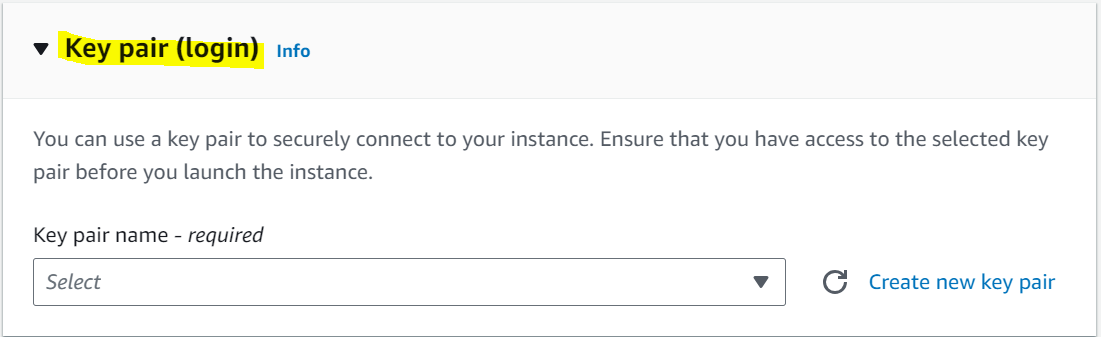 Key pair (login) Info
You can use a key pair to securely connect to your instance. Ensure that you have access to the selected key
pair before you launch the instance.
Key pair name - required
Select
Create new key pair